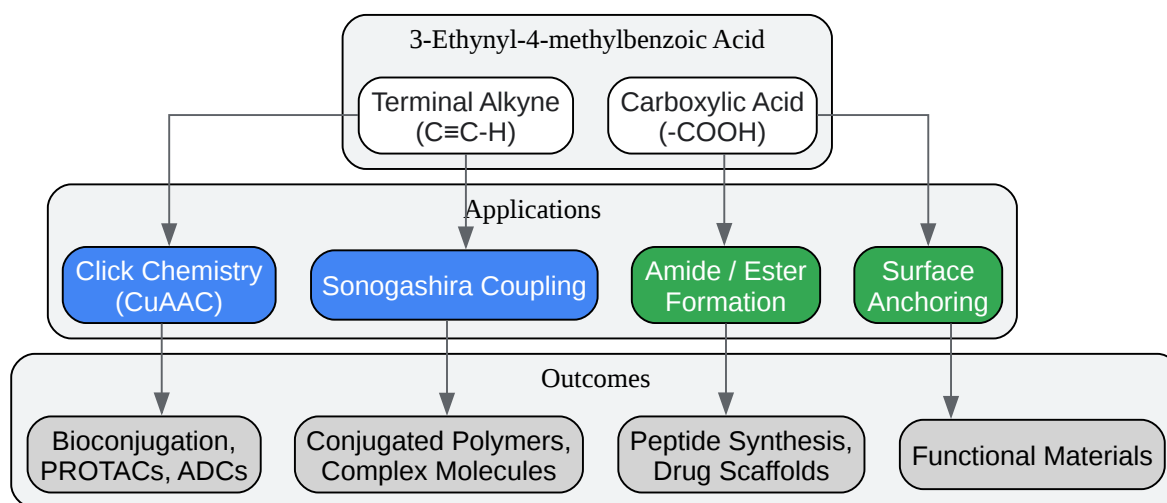 3-Ethynyl-4-methylbenzoic Acid
Terminal Alkyne
(C≡C-H)
Carboxylic Acid
(-COOH)
Applications
Click Chemistry
(CuAAC)
Sonogashira Coupling
Amide / Ester
Formation
Surface
Anchoring
Outcomes
Bioconjugation,
PROTACs, ADCs
Conjugated Polymers,
Complex Molecules
Peptide Synthesis,
Drug Scaffolds
Functional Materials